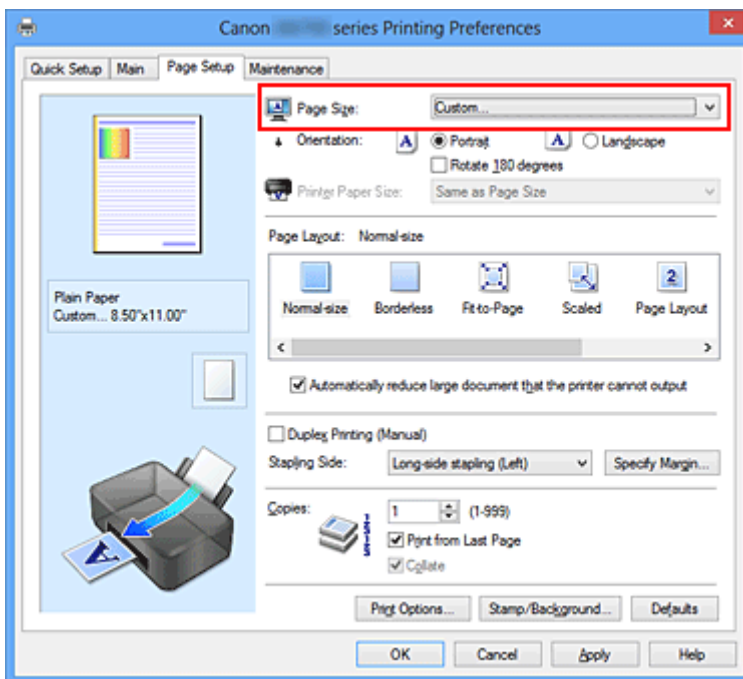 Canon series Printing Preferences
Quick Setup Main Page Setup Maintenance
Page Size: Custom...
Orientation: A Portrait A Landscape
Rotate 180 degrees
Printer Paper Size: Same as Page Size
Page Layout: Normal-size
2
Normal-size Borderless Fit-to-Page Scaled Page Layout
Plain Paper
Custom... 8.50"x11.00"
Automatically reduce large document that the printer cannot output
Duplex Printing (Manual)
Stapling Side: Long-side stapling (Left) Specify Margin...
Copies: 1 (1-999)
Print from Last Page
Collate
A
Print Options... Stamp/Background... Defaults
OK Cancel Apply Help